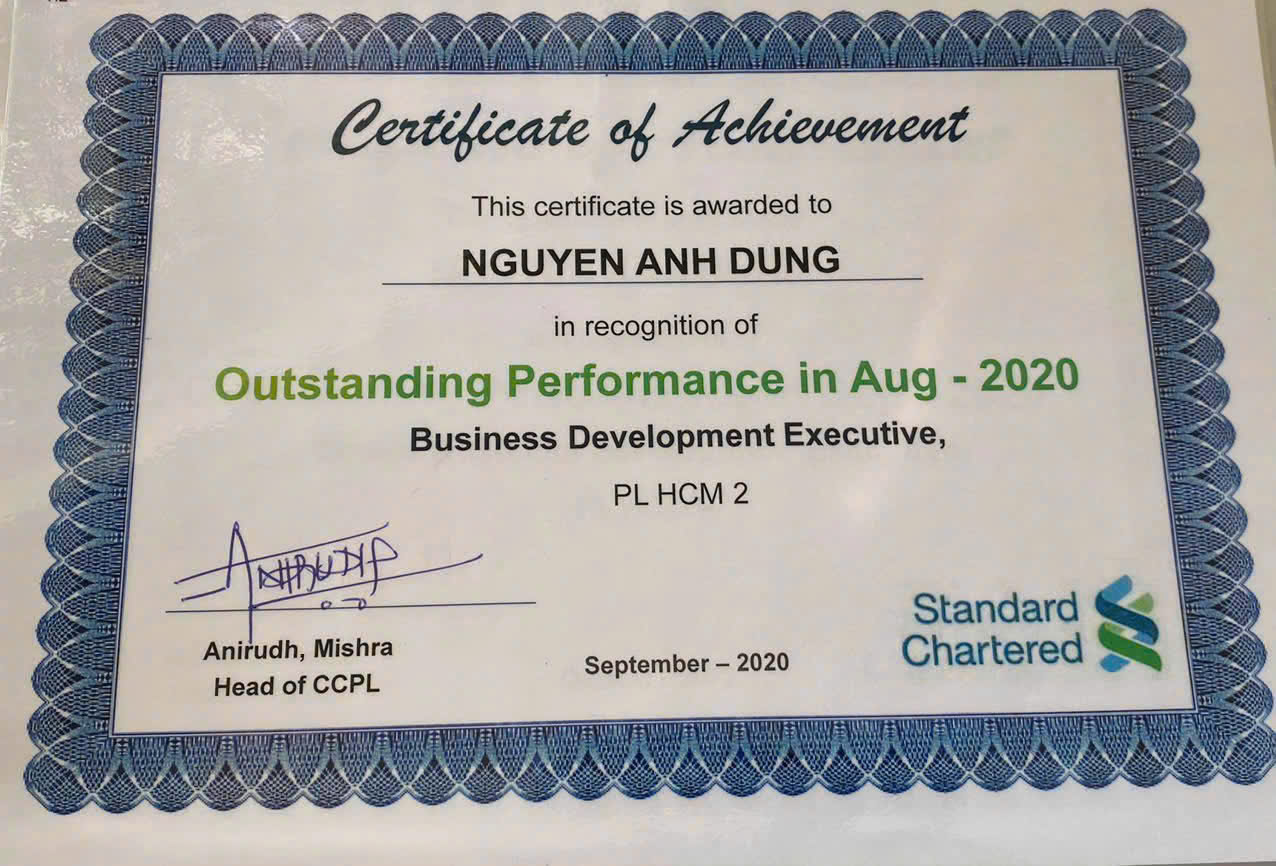 Certificate of Achievement
This certificate is awarded to
NGUYEN ANH DUNG
in recognition of
Outstanding Performance in Aug - 2020
Business Development Executive,
PL HCM 2
Anirudh, Mishra
Head of CCPL
September – 2020
Standard
Chartered